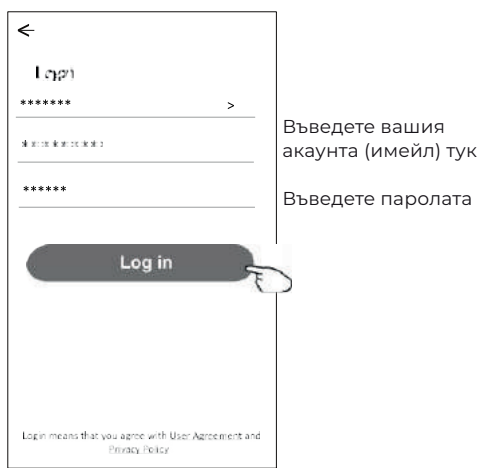 ←
*******
>
**********
******
Въведете вашия
акаунта (имейл) тук
Въведете паролата
Log in
Login means that you agree with User Agreement and
Privacy Policy